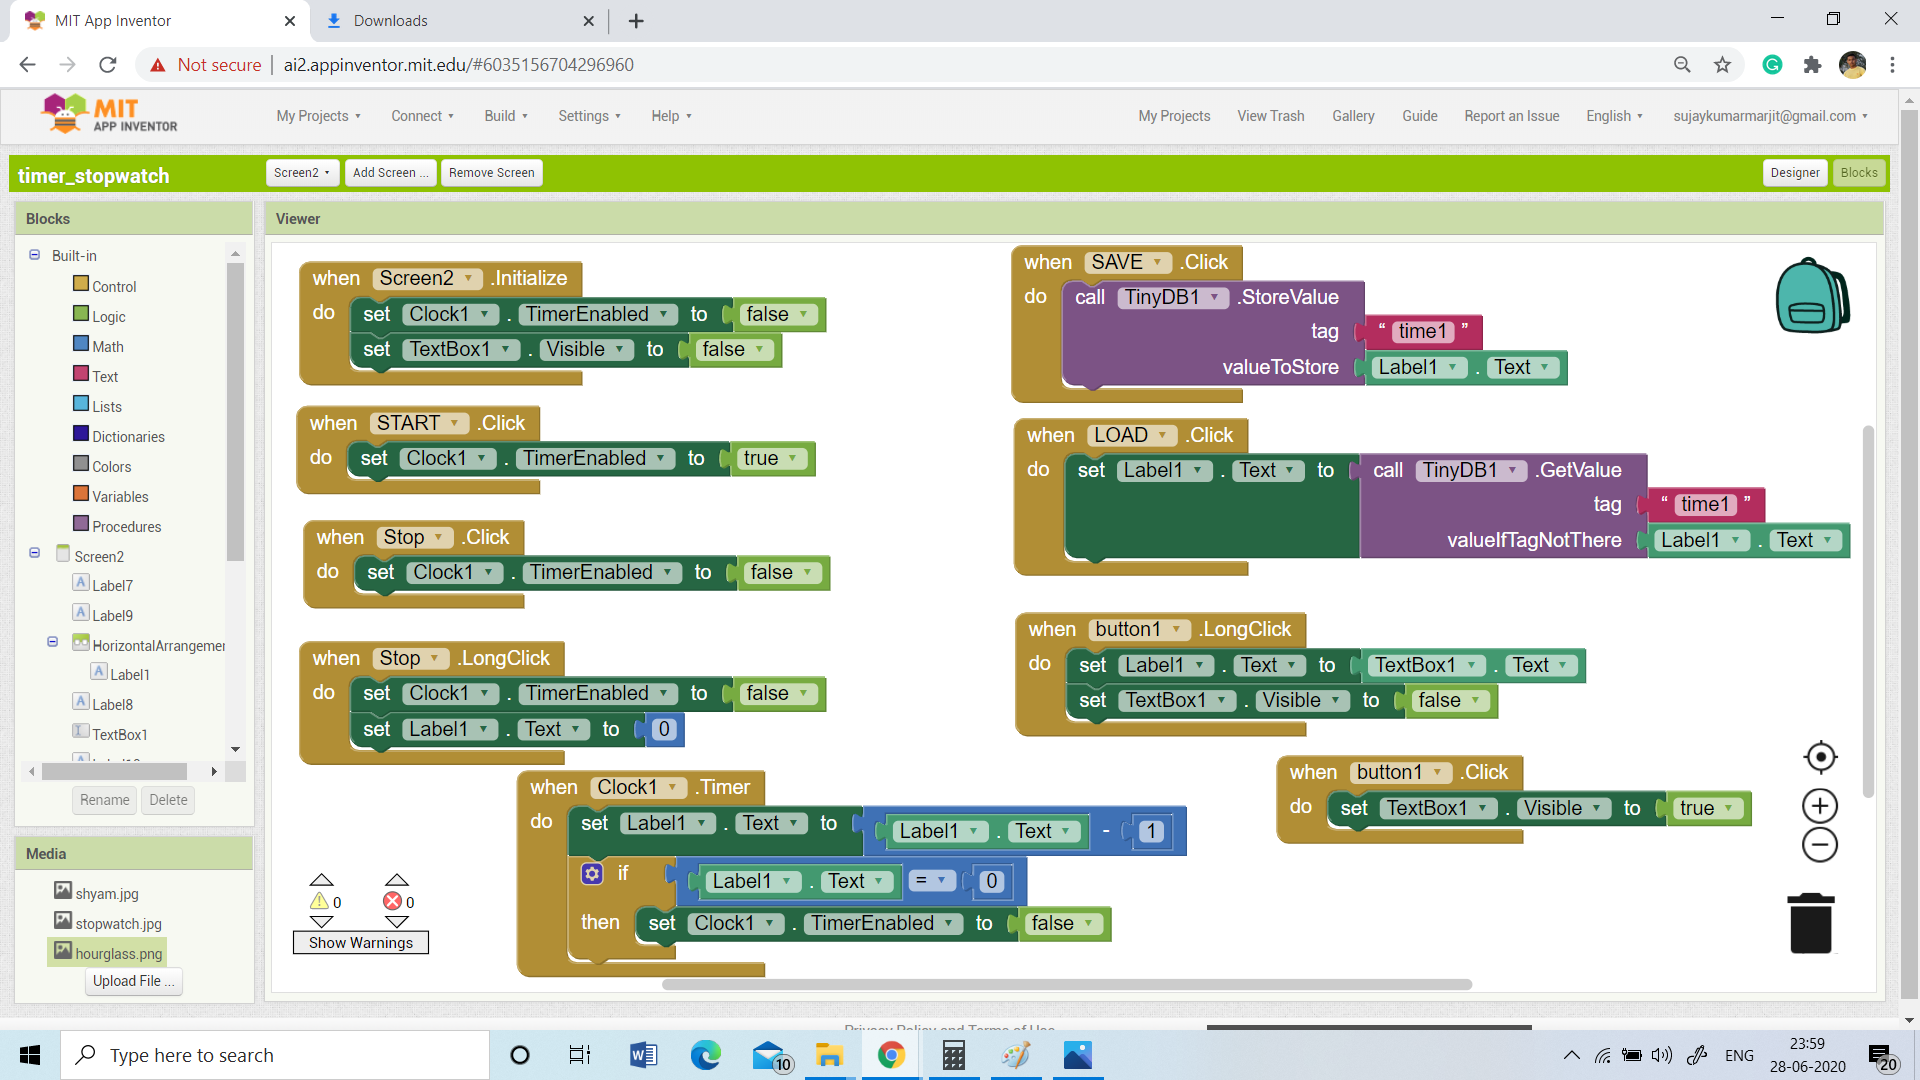 MIT App Inventor
Downloads
Not secure
ai2.appinventor.mit.edu/#6035156704296960
MIT
APP INVENTOR
My Projects
Connect
Build
Settings
Help
My Projects
View Trash
Gallery
Guide
Report an Issue
English
sujaykumarmarjit@gmail.com
timer_stopwatch
Screen2
Add Screen ...
Remove Screen
Designer
Blocks
Blocks
Built-in
Control
Logic
Math
Text
Lists
Dictionaries
Colors
Variables
Procedures
Screen2
Label7
Label9
HorizontalArrangemen
Label1
Label8
TextBox1
Rename
Delete
Media
shyam.jpg
stopwatch.jpg
hourglass.png
Upload File ...
Viewer
when Screen2 .Initialize
do set Clock1 . TimerEnabled to false
set TextBox1 . Visible to false
when START .Click
do set Clock1 . TimerEnabled to true
when Stop .Click
do set Clock1 . TimerEnabled to false
when Stop .LongClick
do set Clock1 . TimerEnabled to false
set Label1 . Text to 0
when Clock1 .Timer
do set Label1 . Text to Label1 . Text - 1
if Label1 . Text = 0
then set Clock1 . TimerEnabled to false
when SAVE .Click
do call TinyDB1 .StoreValue
tag " time1 "
valueToStore Label1 . Text
when LOAD .Click
do set Label1 . Text to call TinyDB1 .GetValue
tag " time1 "
valueIfTagNotThere Label1 . Text
when button1 .LongClick
do set Label1 . Text to TextBox1 . Text
set TextBox1 . Visible to false
when button1 .Click
do set TextBox1 . Visible to true
0
0
Show Warnings
Privacy Policy and Terms of Use
Type here to search
10
ENG
23:59
28-06-2020
20